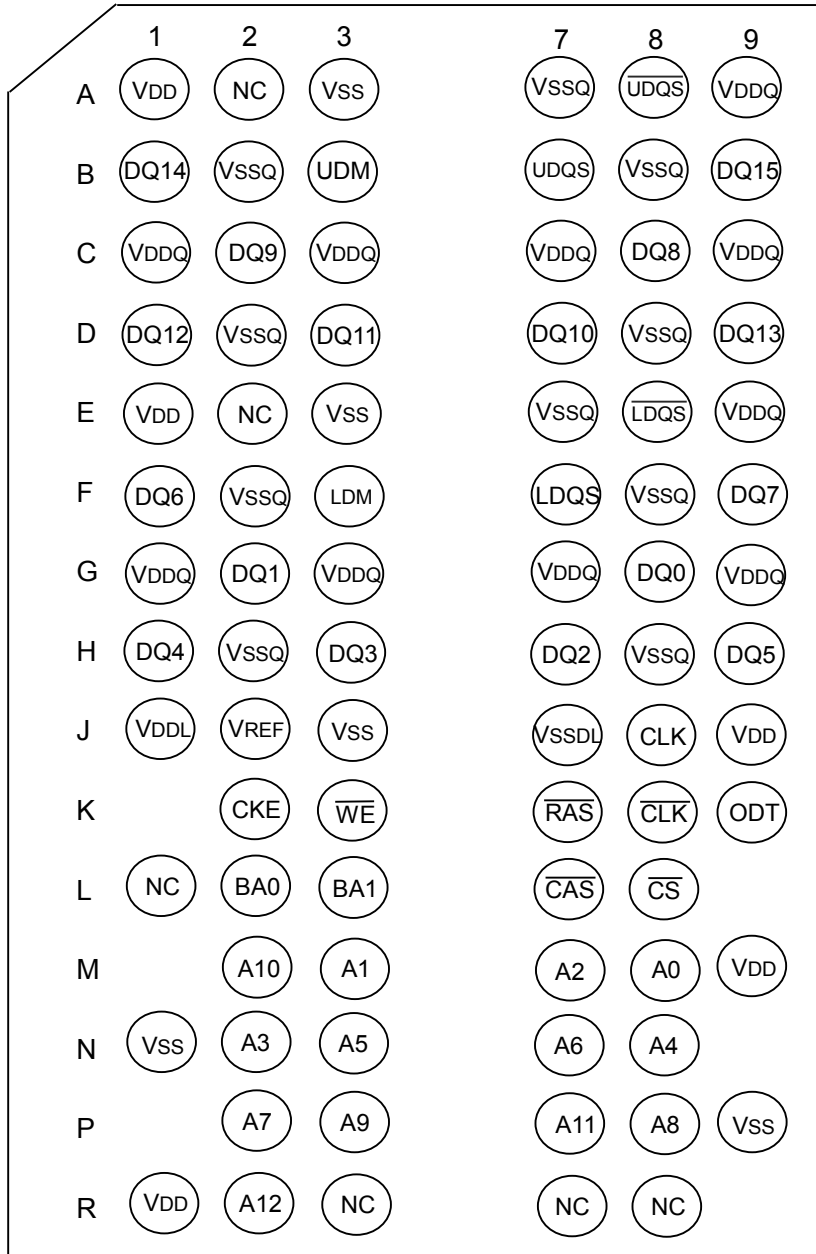 1 2 3 7 8 9
A VDD NC VSS VSSQ UDQS VDDQ
B DQ14 VSSQ UDM UDQS VSSQ DQ15
C VDDQ DQ9 VDDQ VDDQ DQ8 VDDQ
D DQ12 VSSQ DQ11 DQ10 VSSQ DQ13
E VDD NC VSS VSSQ LDQS VDDQ
F DQ6 VSSQ LDM LDQS VSSQ DQ7
G VDDQ DQ1 VDDQ VDDQ DQ0 VDDQ
H DQ4 VSSQ DQ3 DQ2 VSSQ DQ5
J VDDL VREF VSS VSSDL CLK VDD
K CKE WE RAS CLK ODT
L NC BA0 BA1 CAS CS
M A10 A1 A2 A0 VDD
N VSS A3 A5 A6 A4
P A7 A9 A11 A8 VSS
R VDD A12 NC NC NC